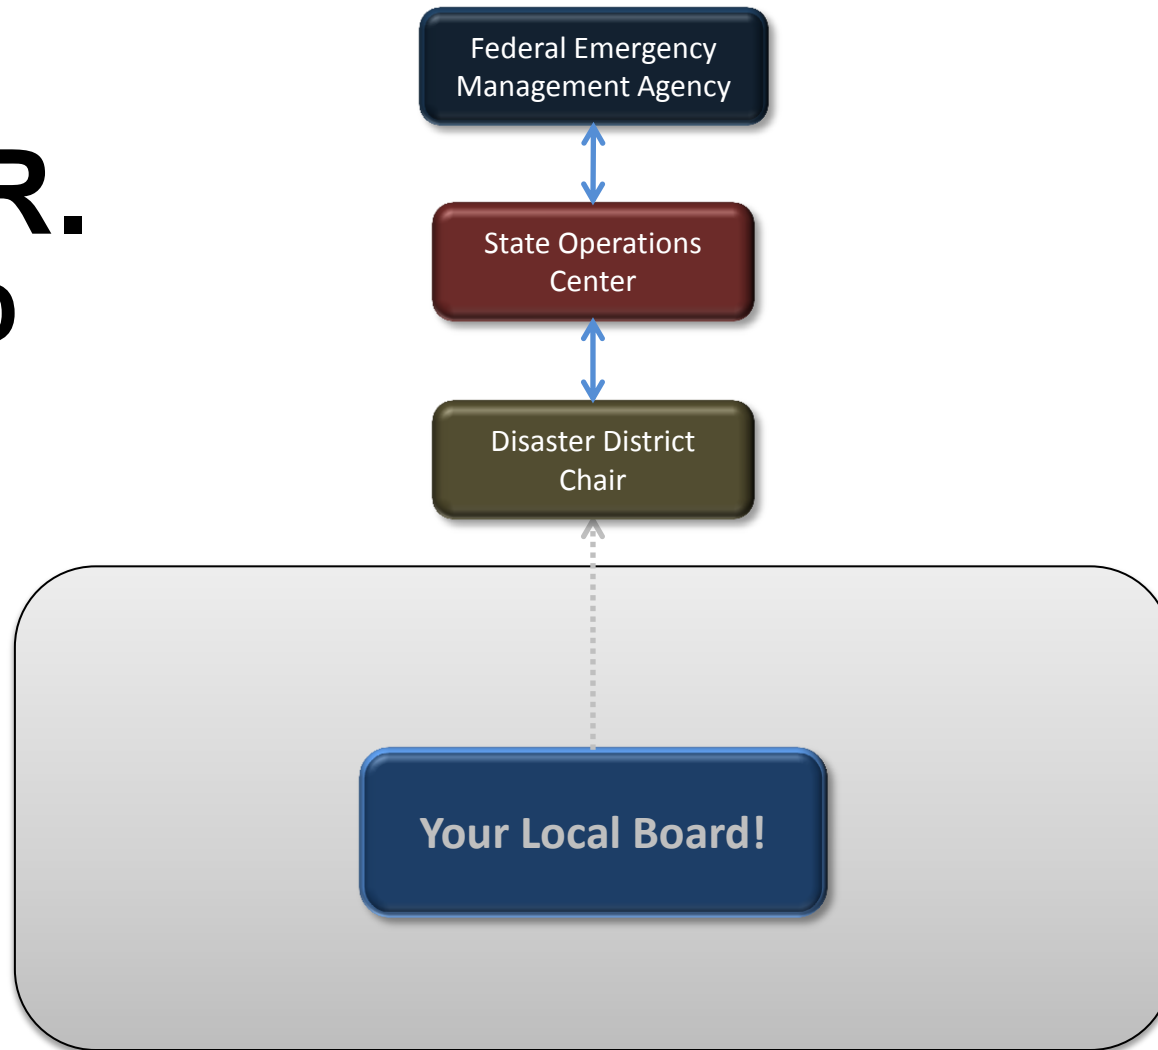 Federal Emergency
Management Agency
R.
State Operations
Center
Disaster District
Chair
Your Local Board!